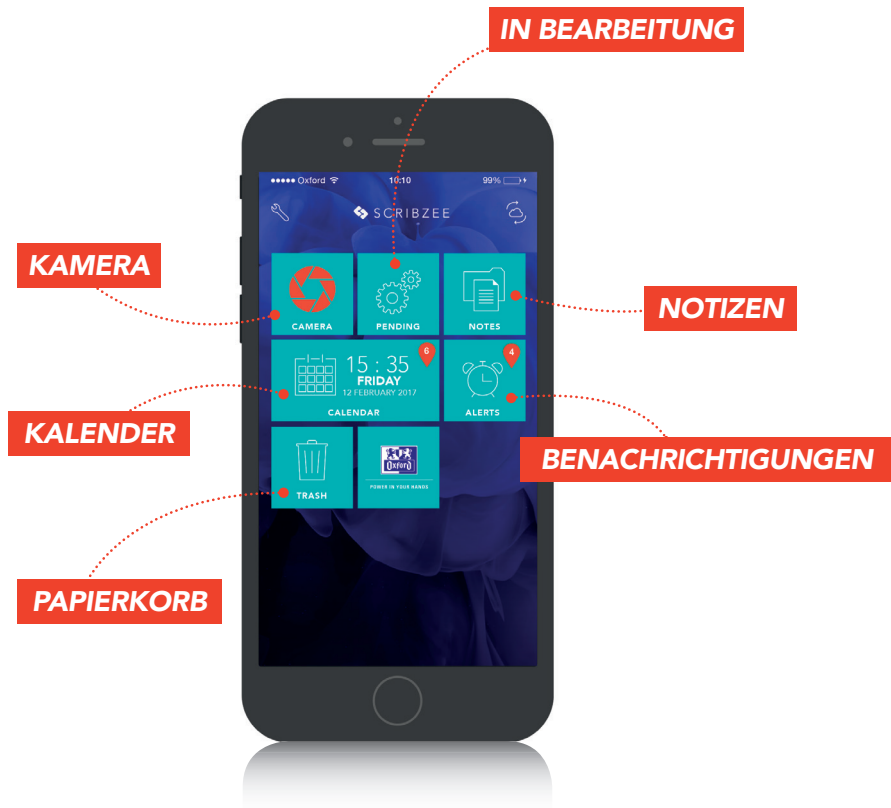 IN BEARBEITUNG
Oxford
10:10
99%
SCRIBZEE
KAMERA
CAMERA
PENDING
NOTES
NOTIZEN
15 : 35
6
FRIDAY
12 FEBRUARY 2017
CALENDAR
4
ALERTS
KALENDER
BENACHRICHTIGUNGEN
TRASH
Oxford
POWER IN YOUR HANDS
PAPIERKORB